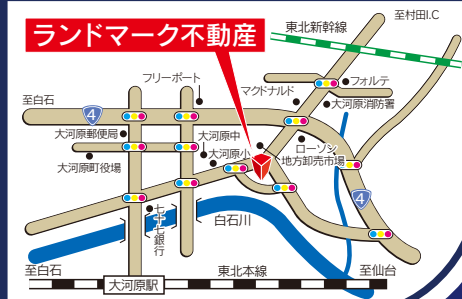 至村田I.C
東北新幹線
ランドマーク不動産
フリーポート
マクドナルド
フォルテ
大河原消防署
至白石
4
大河原郵便局
大河原町役場
大河原中
大河原小
ローソン
地方卸売市場
4
七十七銀行
白石川
至白石
東北本線
至仙台
大河原駅